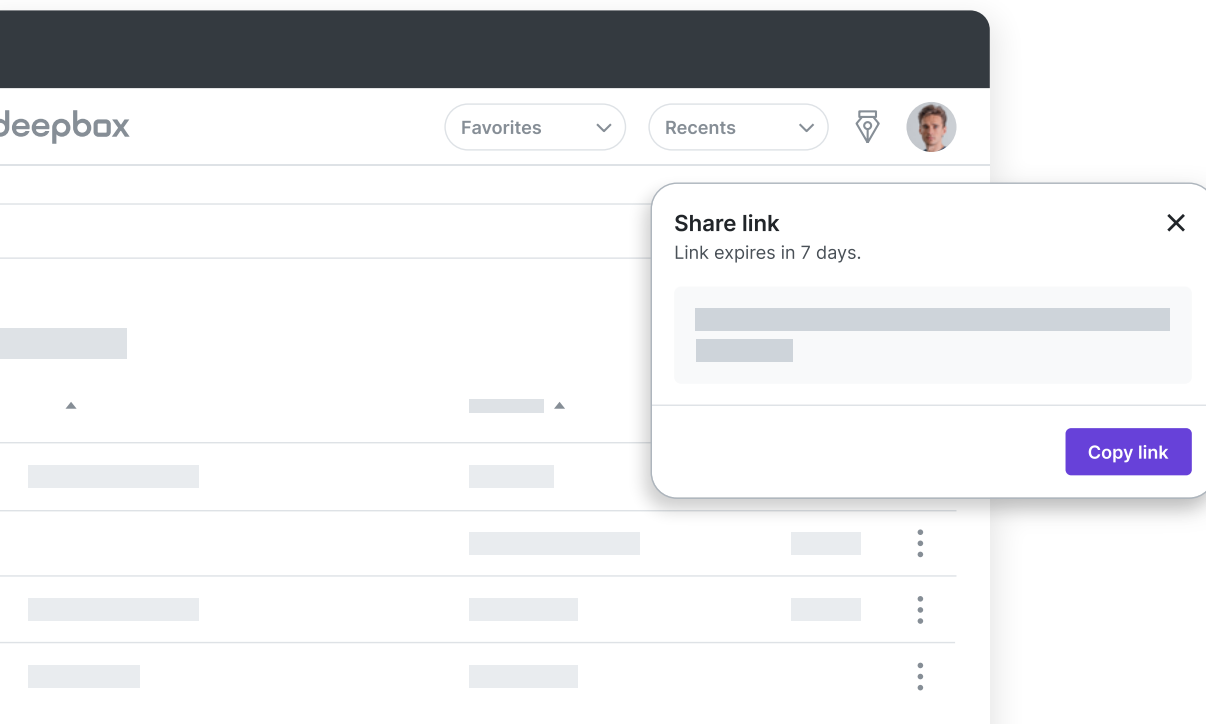 deepbox
Favorites
Recents
Share link
Link expires in 7 days.
Copy link